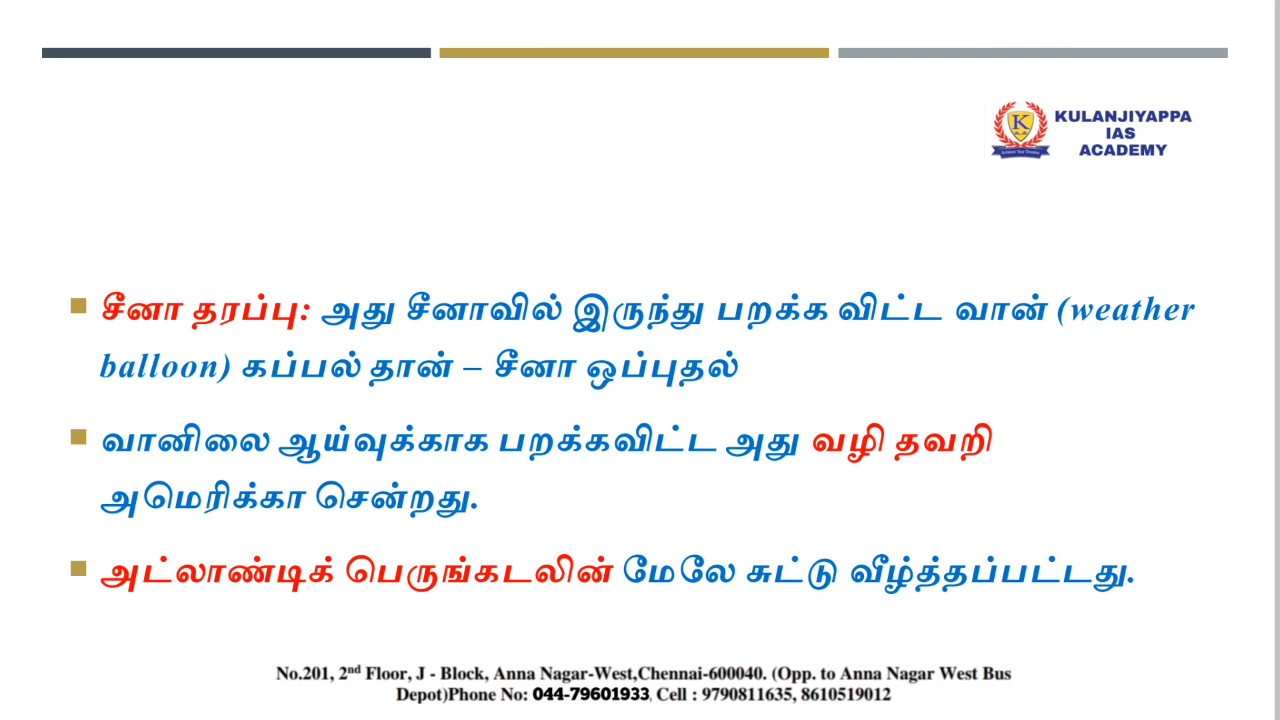 KULANJIYAPPA
IAS
ACADEMY
சீனா தரப்பு: அது சீனாவில் இருந்து பறக்க விட்ட வான் (weather
balloon) கப்பல் தான் – சீனா ஒப்புதல்
வானிலை ஆய்வுக்காக பறக்கவிட்ட அது வழி தவறி
அமெரிக்கா சென்றது.
அட்லாண்டிக் பெருங்கடலின் மேலே சுட்டு வீழ்த்தப்பட்டது.
No.201, 2nd Floor, J - Block, Anna Nagar-West,Chennai-600040. (Opp. to Anna Nagar West Bus
Depot)Phone No: 044-79601933, Cell : 9790811635, 8610519012